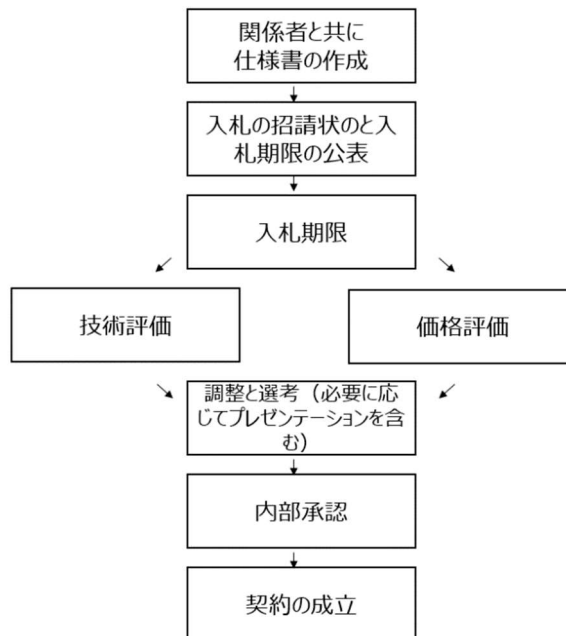 関係者と共に
仕様書の作成
入札の招請状のと入
札期限の公表
入札期限
技術評価
価格評価
調整と選考（必要に応
じてプレゼンテーションを含
む）
内部承認
契約の成立